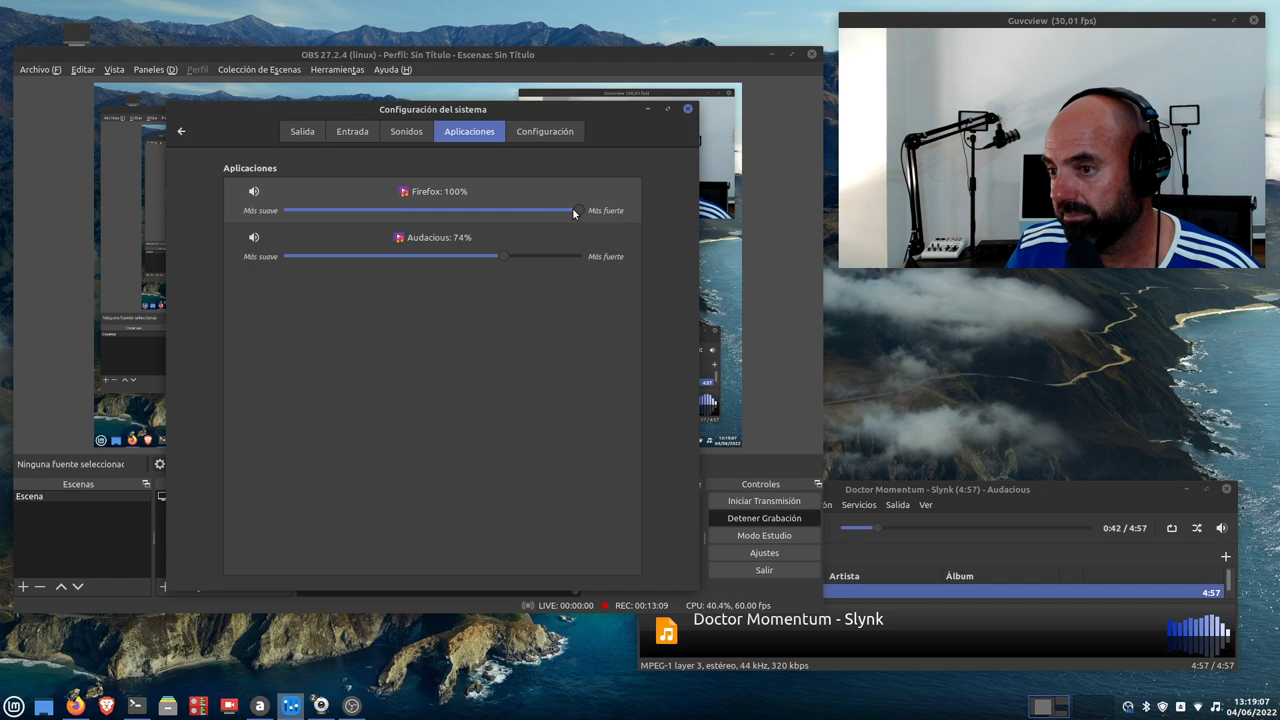 Guvcview (30,01 fps)
OBS 27.2.4 (linux) - Perfil: Sin Título - Escenas: Sin Título
Archivo (F) Editar Vista Paneles (D) Perfil Colección de Escenas Herramientas Ayuda (H)
Configuración del sistema
Salida Entrada Sonidos Aplicaciones Configuración
Aplicaciones
Firefox: 100%
Más suave Más fuerte
Audacious: 74%
Más suave Más fuerte
Ninguna fuente seleccionac
Escenas
Escena
Controles
Iniciar Transmisión
Detener Grabación
Modo Estudio
Ajustes
Salir
LIVE: 00:00:00 REC: 00:13:09 CPU: 40.4%, 60.00 fps
Doctor Momentum - Slynk (4:57) - Audacious
ón Servicios Salida Ver
0:42 / 4:57
Artista Álbum
4:57
Doctor Momentum - Slynk
MPEG-1 layer 3, estéreo, 44 kHz, 320 kbps
4:57 / 4:57
13:19:07
04/06/2022